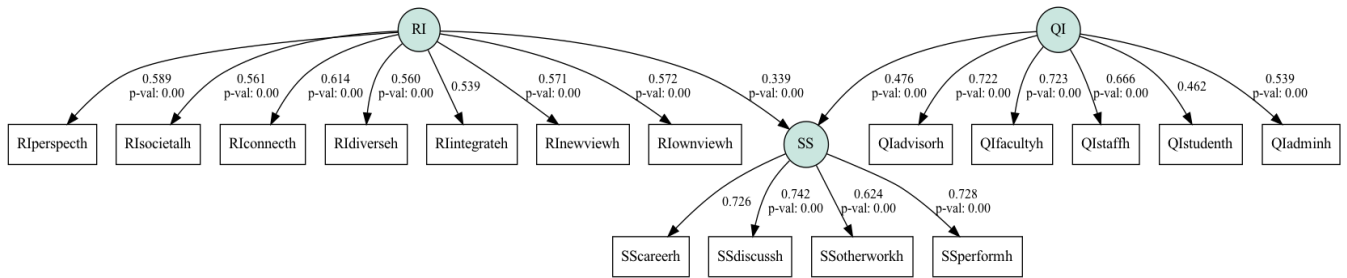 RI
QI
0.589
p-val: 0.00
0.561
p-val: 0.00
0.614
p-val: 0.00
0.560
p-val: 0.00
0.539
0.571
p-val: 0.00
0.572
p-val: 0.00
0.339
p-val: 0.00
0.476
p-val: 0.00
0.722
p-val: 0.00
0.723
p-val: 0.00
0.666
p-val: 0.00
0.462
0.539
p-val: 0.00
RIperspecth
RIsocietalh
RIconnecth
RIdiverseh
RIintegrateh
RInewviewh
RIownviewh
SS
QIadvisorh
QIfacultyh
QIstaffh
QIstudenth
QIadminh
0.726
0.742
p-val: 0.00
0.624
p-val: 0.00
0.728
p-val: 0.00
SScareerh
SSdiscussh
SSotherworkh
SSperformh